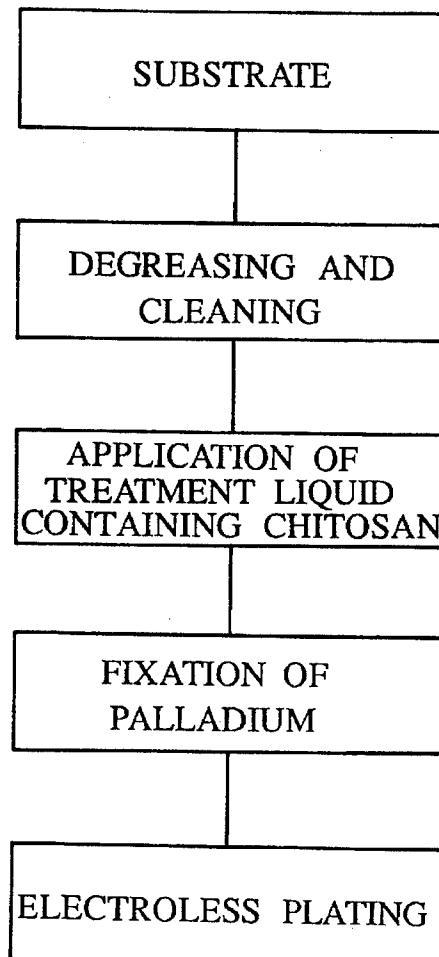 SUBSTRATE
DEGREASING AND
CLEANING
APPLICATION OF
TREATMENT LIQUID
CONTAINING CHITOSAN
FIXATION OF
PALLADIUM
ELECTROLESS PLATING